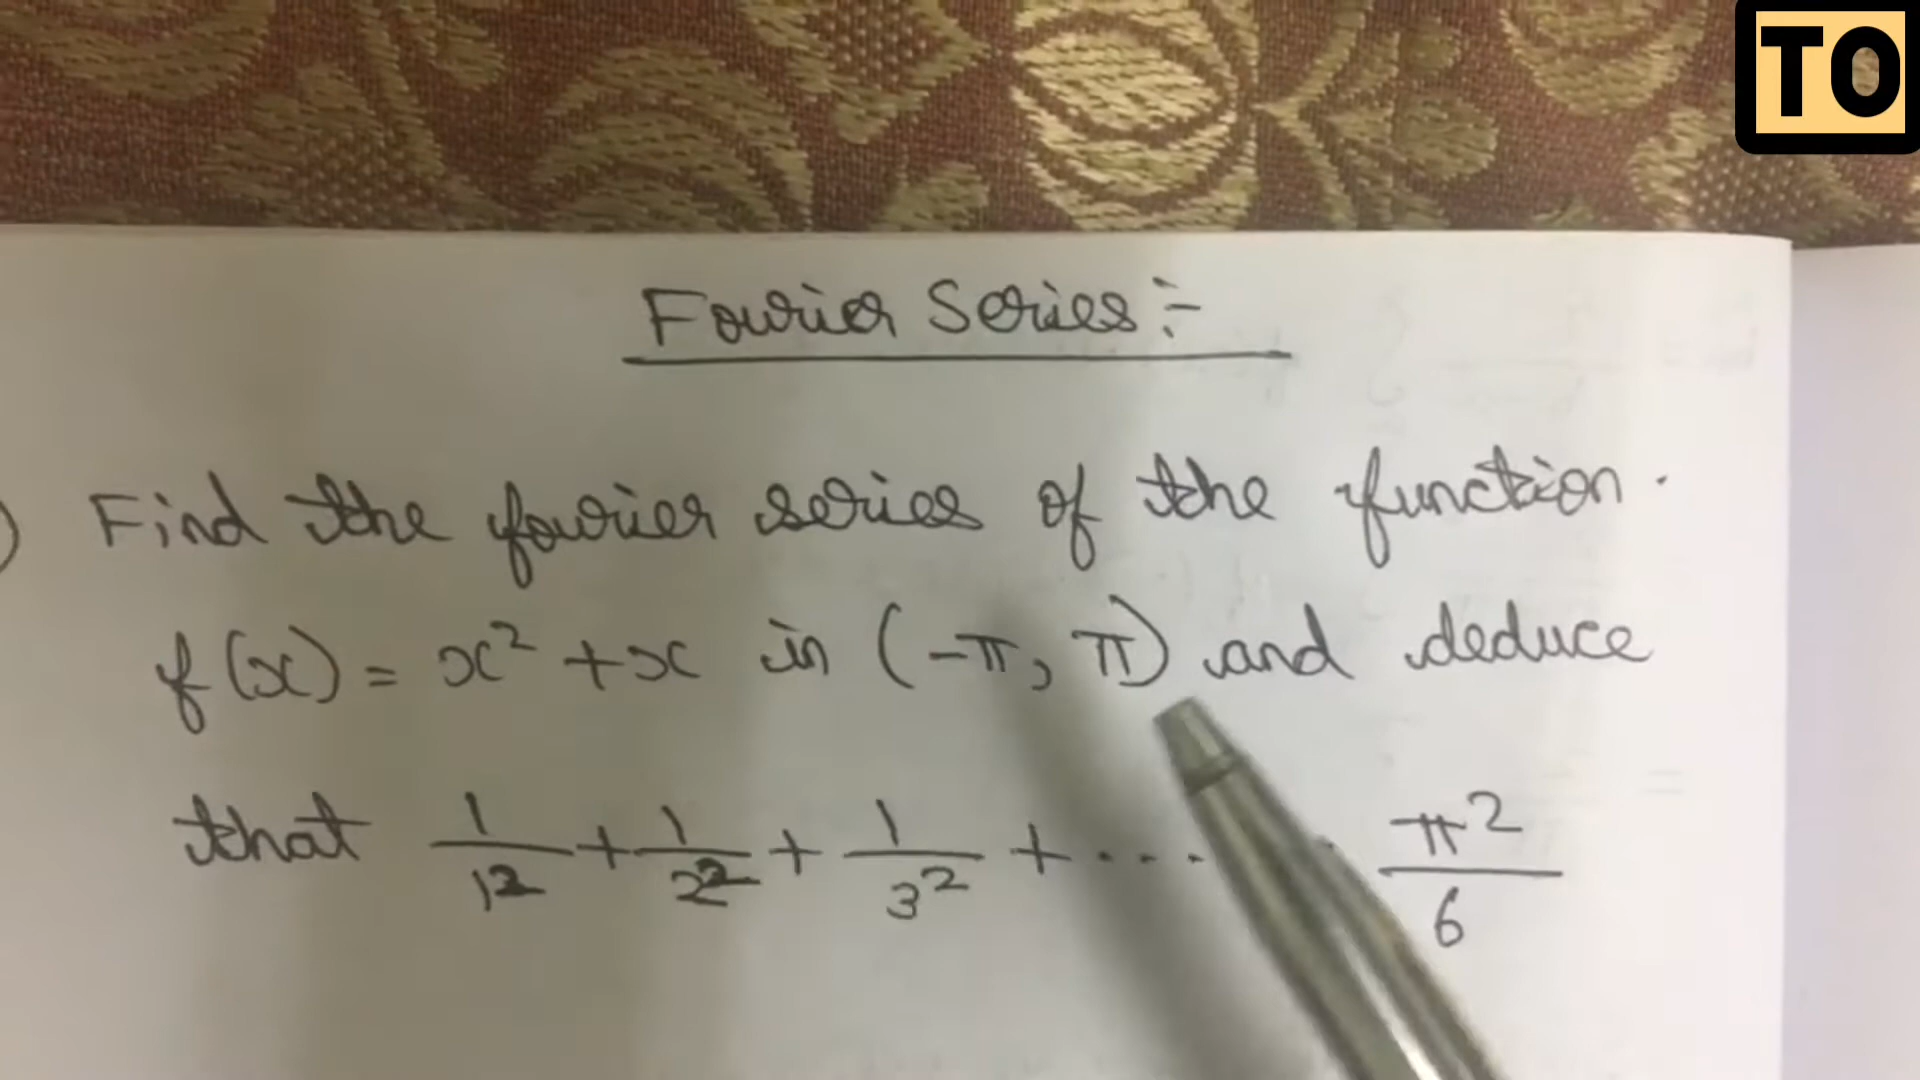 TO
Fourier Series :-
) Find the fourier series of the function.
f(x) = x² + x in (-π, π) and deduce
that 1/1² + 1/2² + 1/3² + ... π²/6